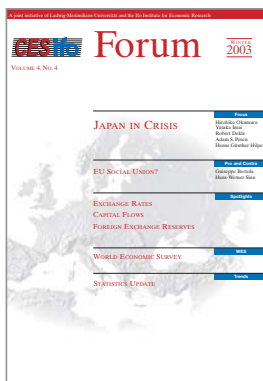 A joint initiative of Ludwig-Maximilians-Universität and the Ifo Institute for Economic Research
CESifo Forum
WINTER
2003
VOLUME 4, NO. 4
Focus
JAPAN IN CRISIS
Hirohiko Okumura
Yutaka Imai
Robert Dekle
Adam S. Posen
Hanns Günther Hilpert
Pro and Contra
EU SOCIAL UNION?
Giuseppe Bertola
Hans-Werner Sinn
Spotlights
EXCHANGE RATES
CAPITAL FLOWS
FOREIGN EXCHANGE RESERVES
WES
WORLD ECONOMIC SURVEY
Trends
STATISTICS UPDATE